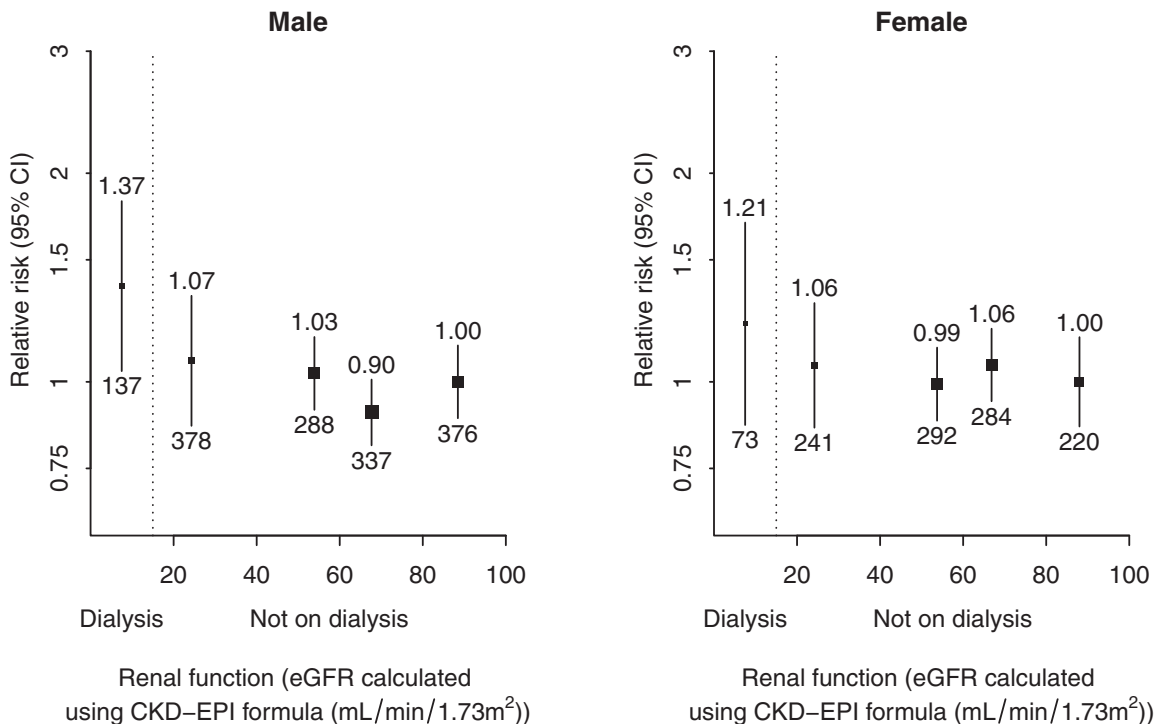 Male
Relative risk (95% CI)
3
2
1.5
1
0.75
1.37
137
1.07
378
1.03
288
0.90
337
1.00
376
20 40 60 80 100
Dialysis Not on dialysis
Renal function (eGFR calculated
using CKD−EPI formula (mL/min/1.73m²))
Female
Relative risk (95% CI)
3
2
1.5
1
0.75
1.21
73
1.06
241
0.99
292
1.06
284
1.00
220
20 40 60 80 100
Dialysis Not on dialysis
Renal function (eGFR calculated
using CKD−EPI formula (mL/min/1.73m²))